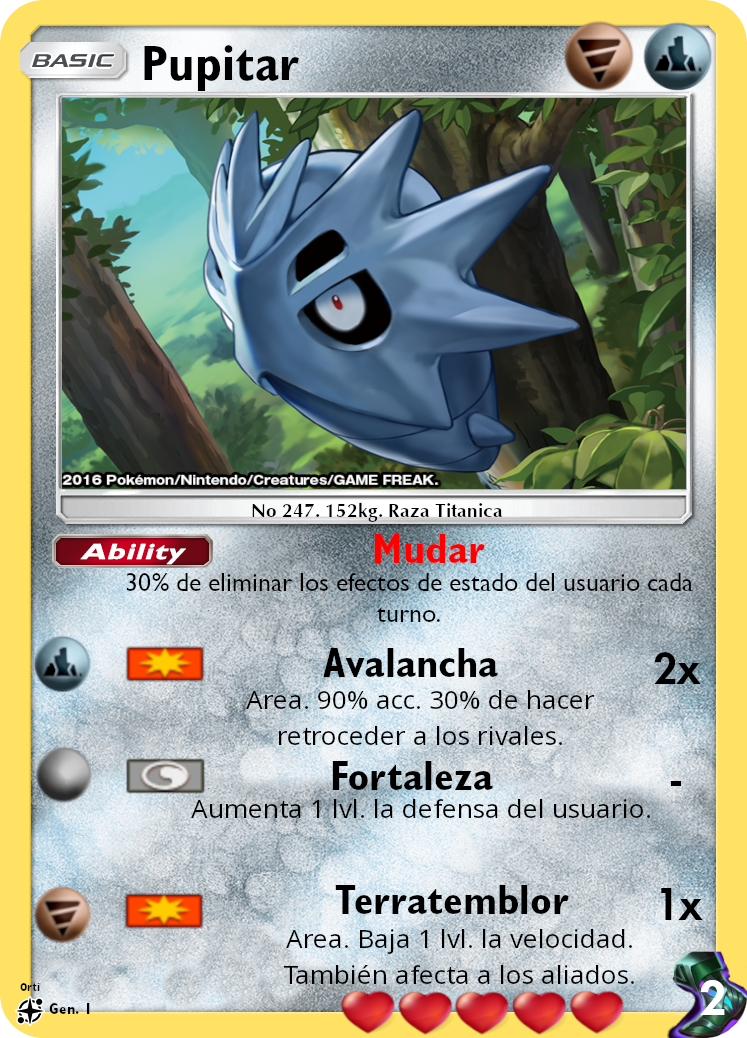 BASIC Pupitar
2016 Pokémon/Nintendo/Creatures/GAME FREAK.
No 247. 152kg. Raza Titanica
Ability Mudar
30% de eliminar los efectos de estado del usuario cada
turno.
Avalancha 2x
Area. 90% acc. 30% de hacer
retroceder a los rivales.
Fortaleza -
Aumenta 1 lvl. la defensa del usuario.
Terratemblor 1x
Area. Baja 1 lvl. la velocidad.
También afecta a los aliados.
Orti
Gen. 1
2